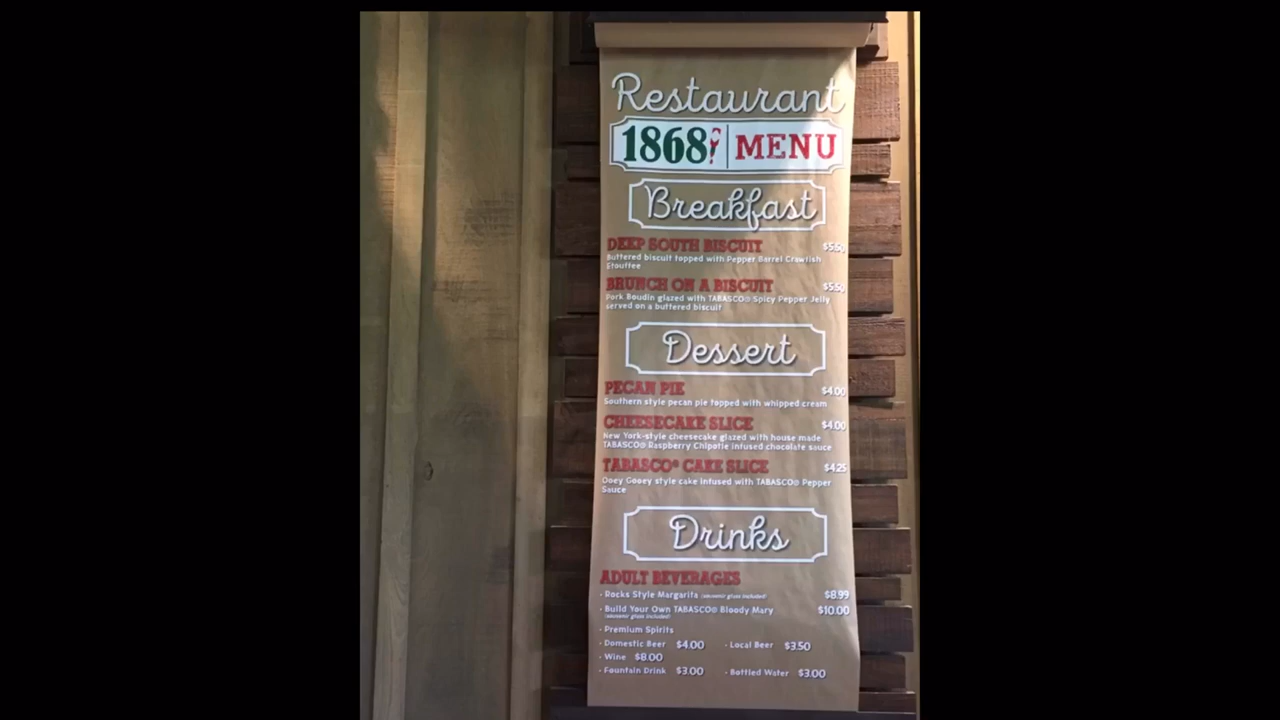 Restaurant
1868 MENU
Breakfast
DEEP SOUTH BISCUIT $5.50
Buttered biscuit topped with Pepper Barrel Crawfish
Etouffee
BRUNCH ON A BISCUIT $5.50
Pork Boudin glazed with TABASCO® Spicy Pepper Jelly
served on a buttered biscuit
Dessert
PECAN PIE $4.00
Southern style pecan pie topped with whipped cream
CHEESECAKE SLICE $4.00
New York-style cheesecake glazed with house made
TABASCO® Raspberry Chipotle infused chocolate sauce
TABASCO® CAKE SLICE $4.25
Ooey Gooey style cake infused with TABASCO® Pepper
Sauce
Drinks
ADULT BEVERAGES
· Rocks Style Margarita (souvenir glass included) $8.99
· Build Your Own TABASCO® Bloody Mary $10.00
(souvenir glass included)
· Premium Spirits
· Domestic Beer $4.00 · Local Beer $3.50
· Wine $8.00
· Fountain Drink $3.00 · Bottled Water $3.00